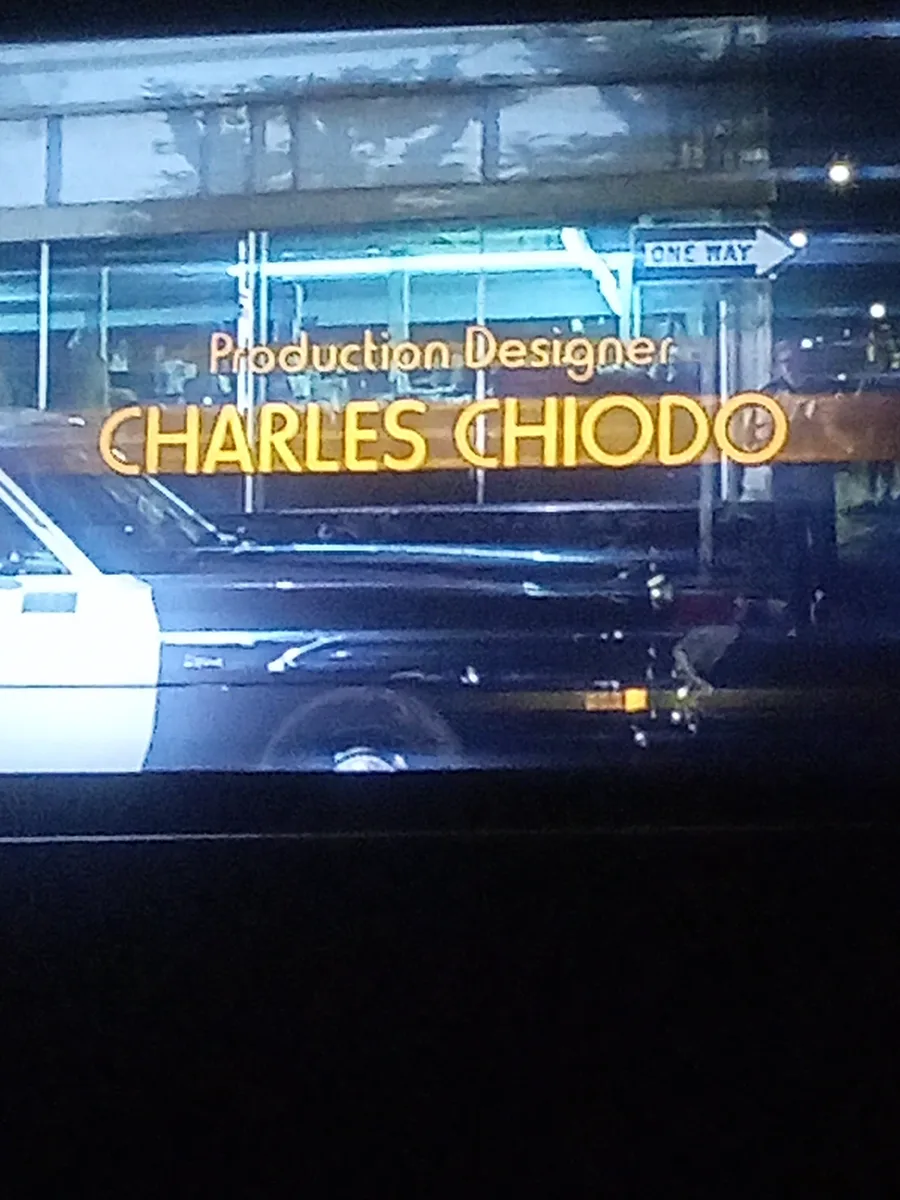 ONE WAY
Production Designer
CHARLES CHIODO